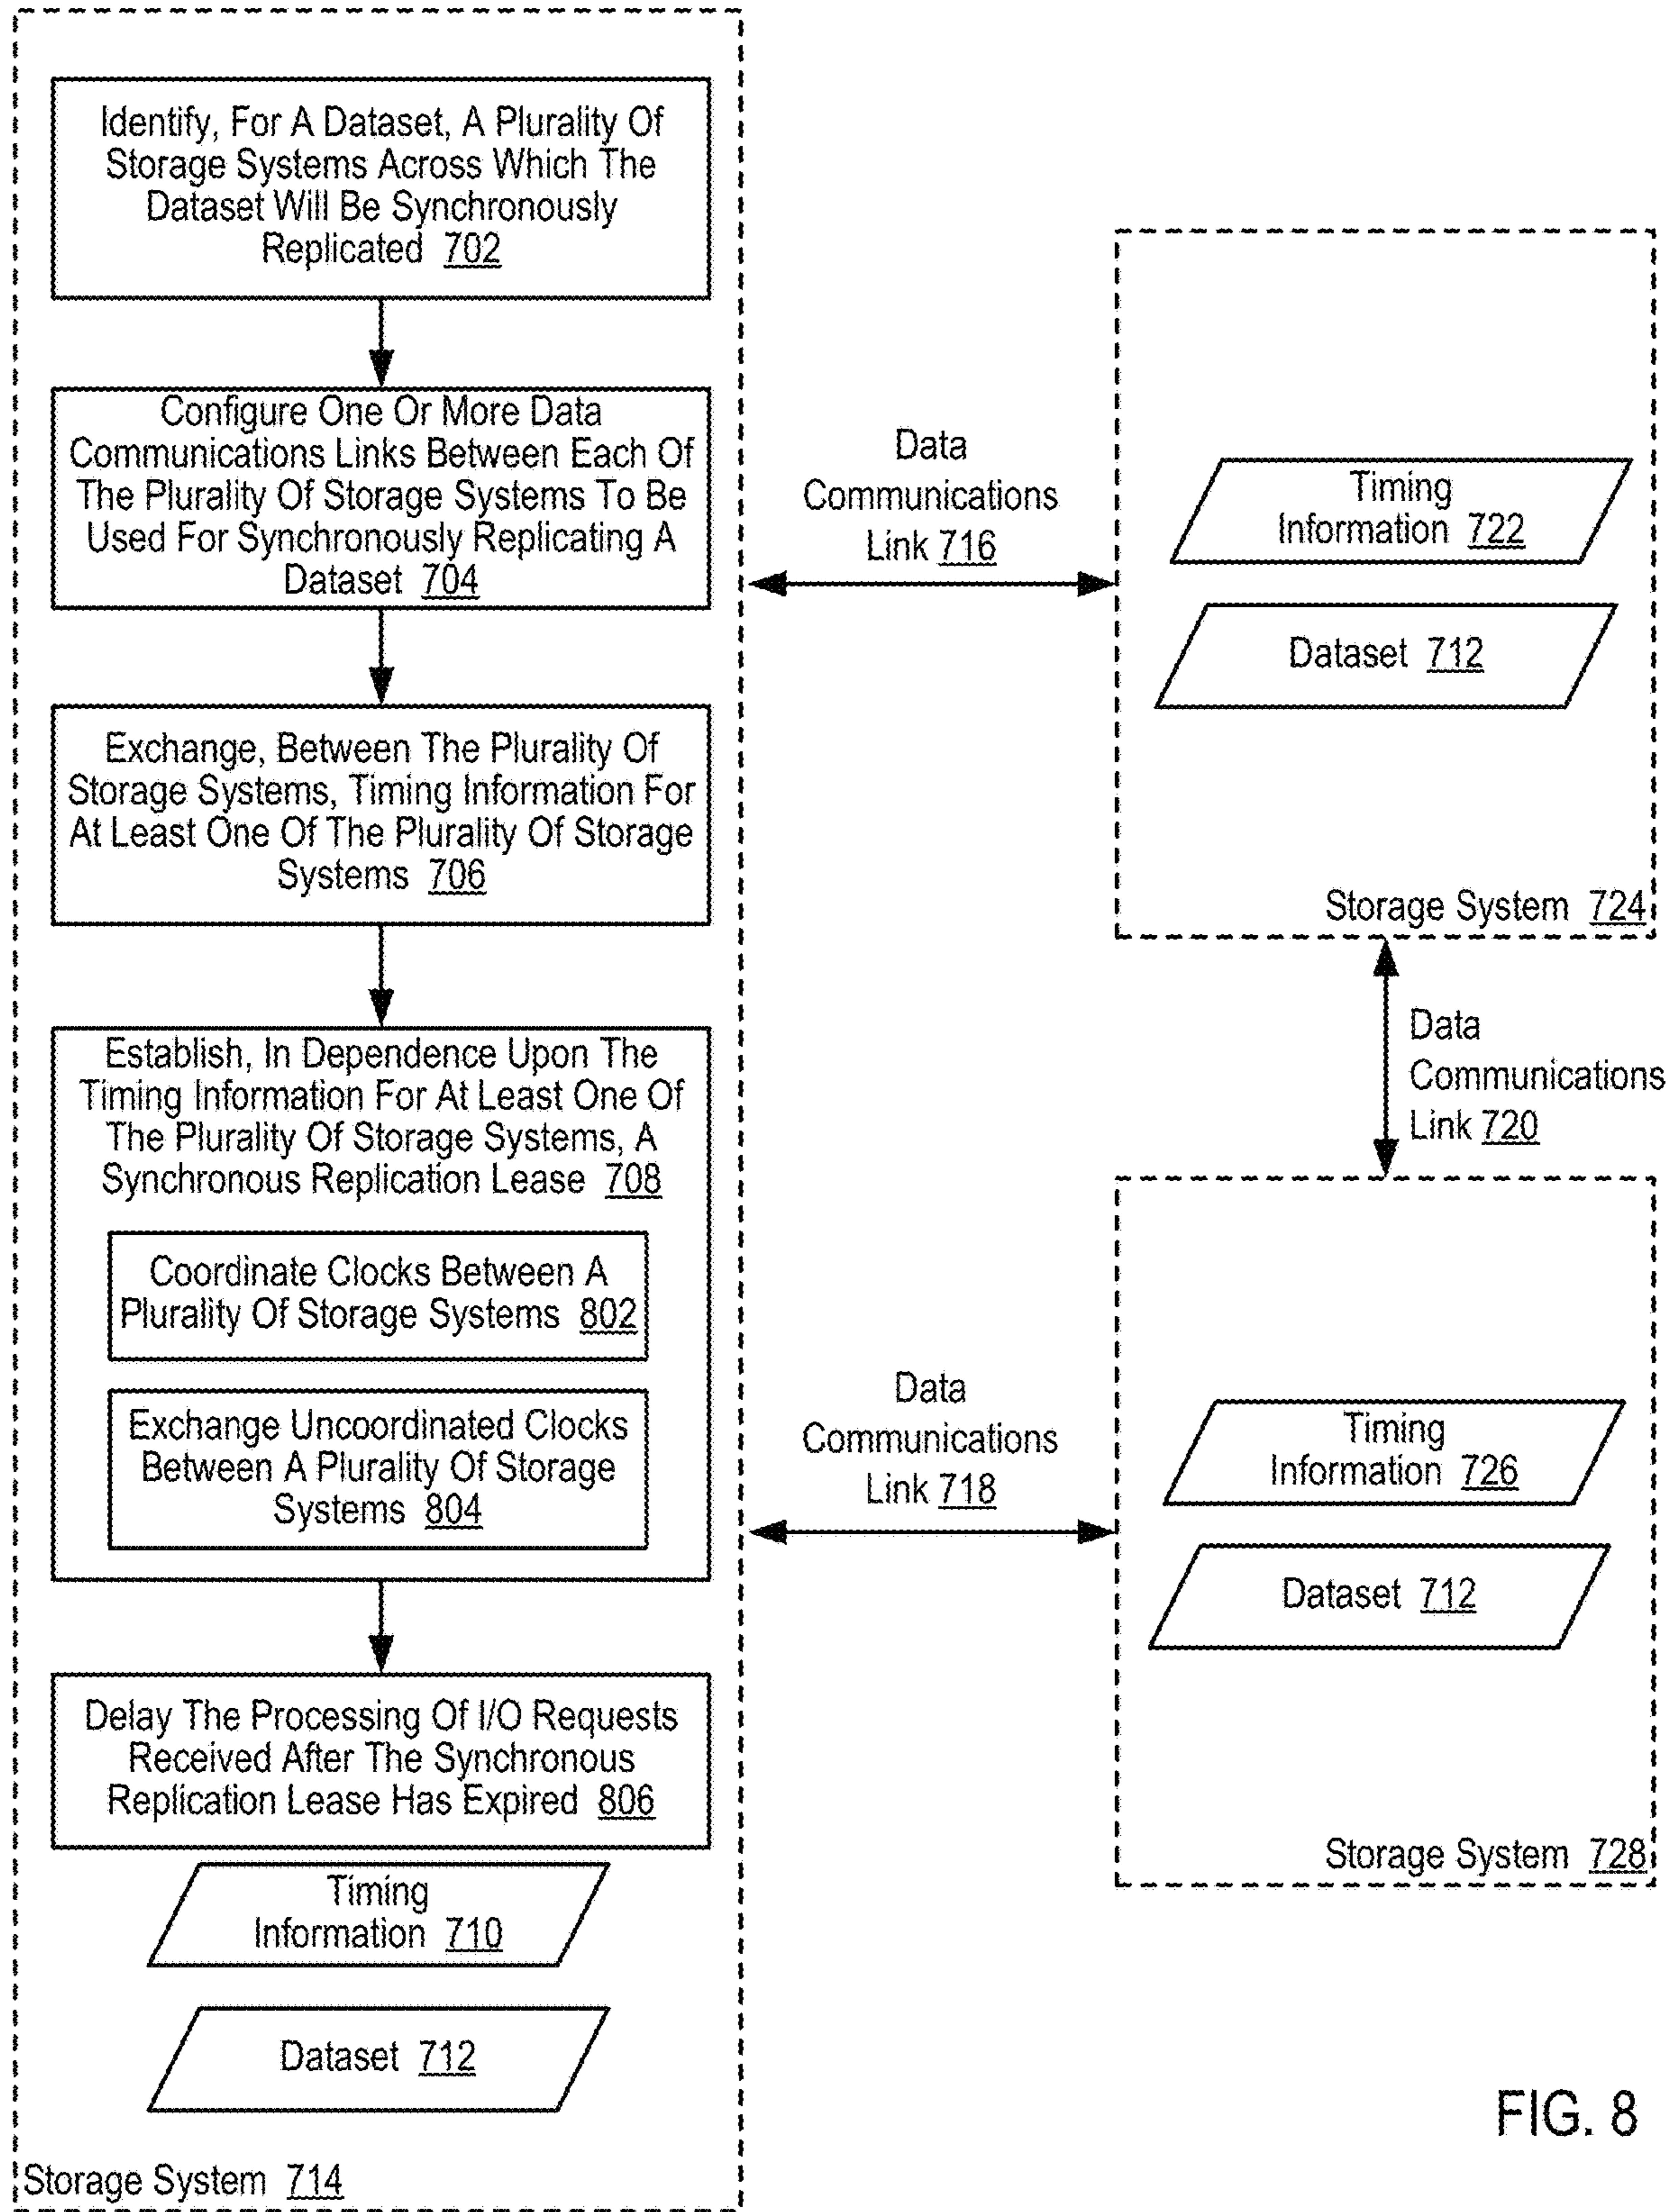 Identify, For A Dataset, A Plurality Of
Storage Systems Across Which The
Dataset Will Be Synchronously
Replicated 702
Configure One Or More Data
Communications Links Between Each Of
The Plurality Of Storage Systems To Be
Used For Synchronously Replicating A
Dataset 704
Exchange, Between The Plurality Of
Storage Systems, Timing Information For
At Least One Of The Plurality Of Storage
Systems 706
Establish, In Dependence Upon The
Timing Information For At Least One Of
The Plurality Of Storage Systems, A
Synchronous Replication Lease 708
Coordinate Clocks Between A
Plurality Of Storage Systems 802
Exchange Uncoordinated Clocks
Between A Plurality Of Storage
Systems 804
Delay The Processing Of I/O Requests
Received After The Synchronous
Replication Lease Has Expired 806
Timing
Information 710
Dataset 712
Storage System 714
Data
Communications
Link 716
Timing
Information 722
Dataset 712
Storage System 724
Data
Communications
Link 720
Data
Communications
Link 718
Timing
Information 726
Dataset 712
Storage System 728
FIG. 8